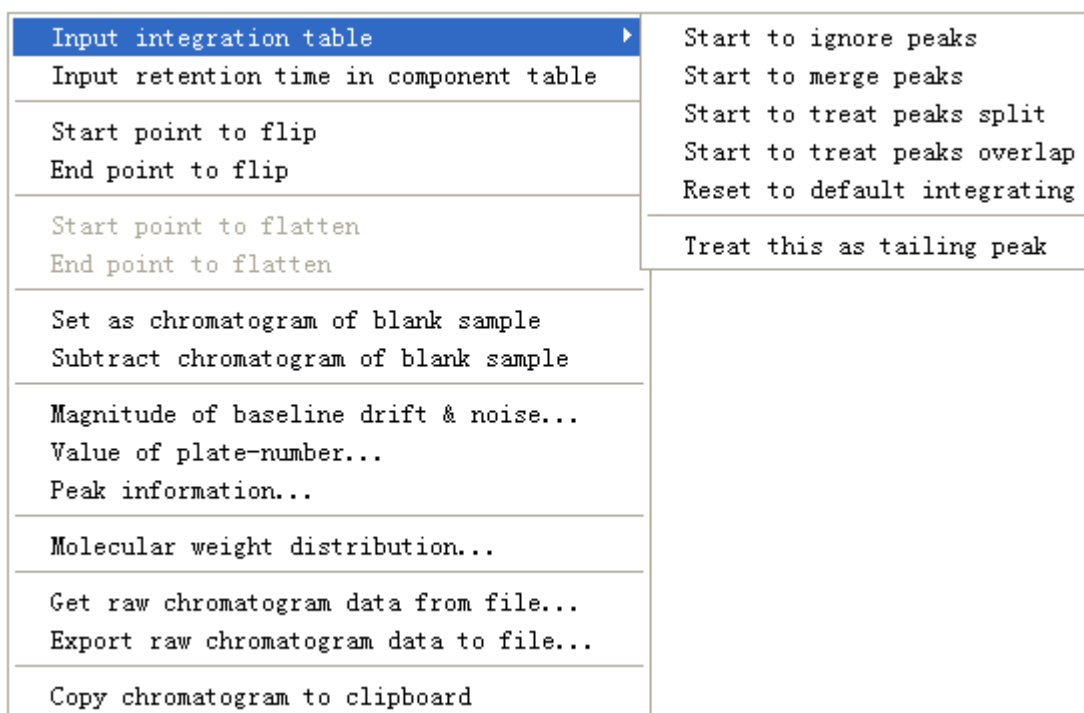 Input integration table
Input retention time in component table
Start point to flip
End point to flip
Start point to flatten
End point to flatten
Set as chromatogram of blank sample
Subtract chromatogram of blank sample
Magnitude of baseline drift & noise...
Value of plate-number...
Peak information...
Molecular weight distribution...
Get raw chromatogram data from file...
Export raw chromatogram data to file...
Copy chromatogram to clipboard
Start to ignore peaks
Start to merge peaks
Start to treat peaks split
Start to treat peaks overlap
Reset to default integrating
Treat this as tailing peak